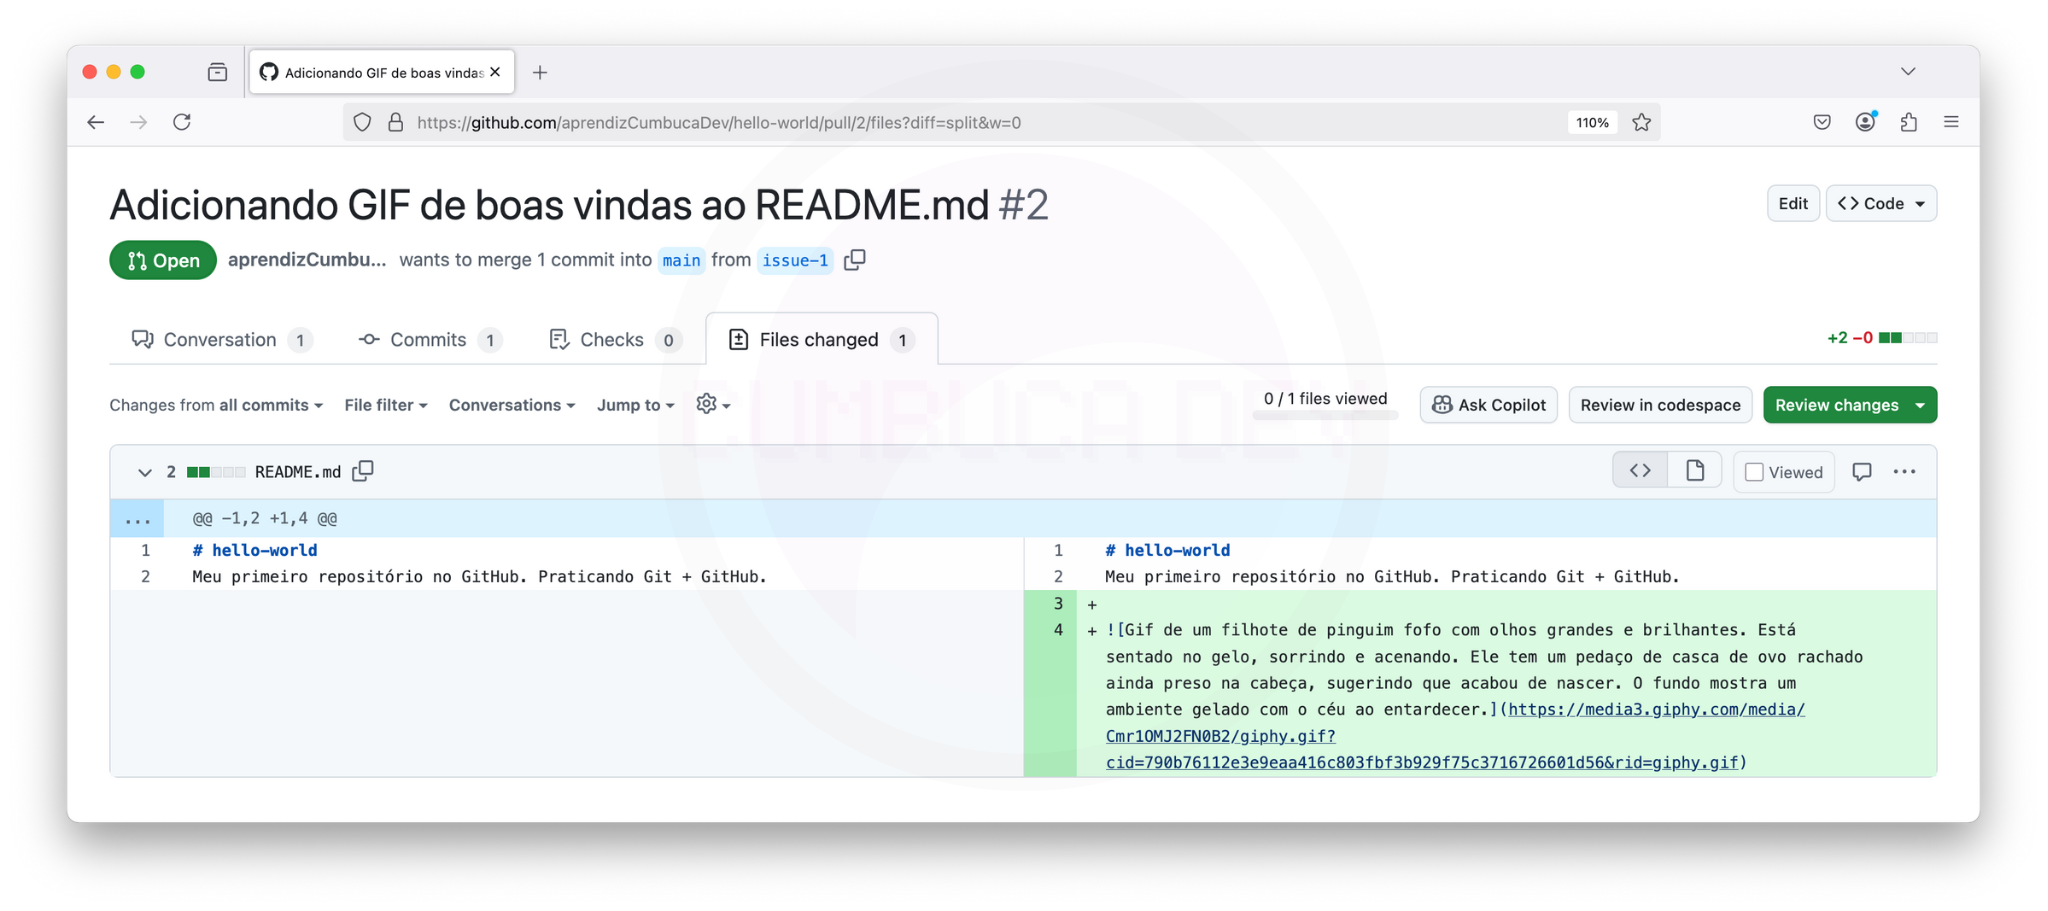 Adicionando GIF de boas vindas
https://github.com/aprendizCumbucaDev/hello-world/pull/2/files?diff=split&w=0
110%
Adicionando GIF de boas vindas ao README.md #2
Edit
Code
Open
aprendizCumbu... wants to merge 1 commit into main from issue-1
Conversation 1
Commits 1
Checks 0
Files changed 1
+2 −0
Changes from all commits
File filter
Conversations
Jump to
0 / 1 files viewed
Ask Copilot
Review in codespace
Review changes
CUMBUCA DEV
2 README.md
Viewed
... @@ −1,2 +1,4 @@
1 # hello−world
2 Meu primeiro repositório no GitHub. Praticando Git + GitHub.
1 # hello−world
2 Meu primeiro repositório no GitHub. Praticando Git + GitHub.
3 +
4 + ![Gif de um filhote de pinguim fofo com olhos grandes e brilhantes. Está
sentado no gelo, sorrindo e acenando. Ele tem um pedaço de casca de ovo rachado
ainda preso na cabeça, sugerindo que acabou de nascer. O fundo mostra um
ambiente gelado com o céu ao entardecer.](https://media3.giphy.com/media/
Cmr1OMJ2FN0B2/giphy.gif?
cid=790b76112e3e9eaa416c803fbf3b929f75c3716726601d56&rid=giphy.gif)